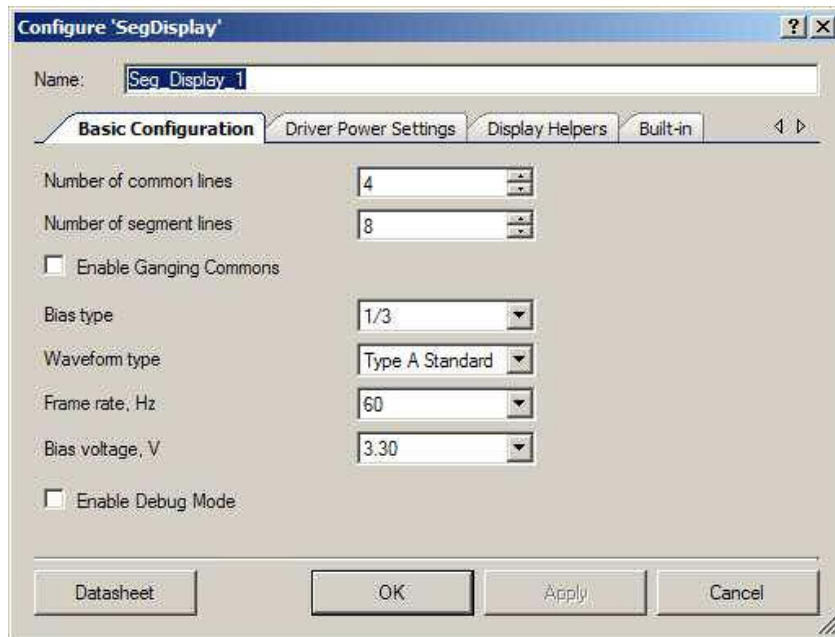 Configure 'SegDisplay'
Name: Seg_Display_1
Basic Configuration Driver Power Settings Display Helpers Built-in
Number of common lines 4
Number of segment lines 8
Enable Ganging Commons
Bias type 1/3
Waveform type Type A Standard
Frame rate, Hz 60
Bias voltage, V 3.30
Enable Debug Mode
Datasheet OK Apply Cancel